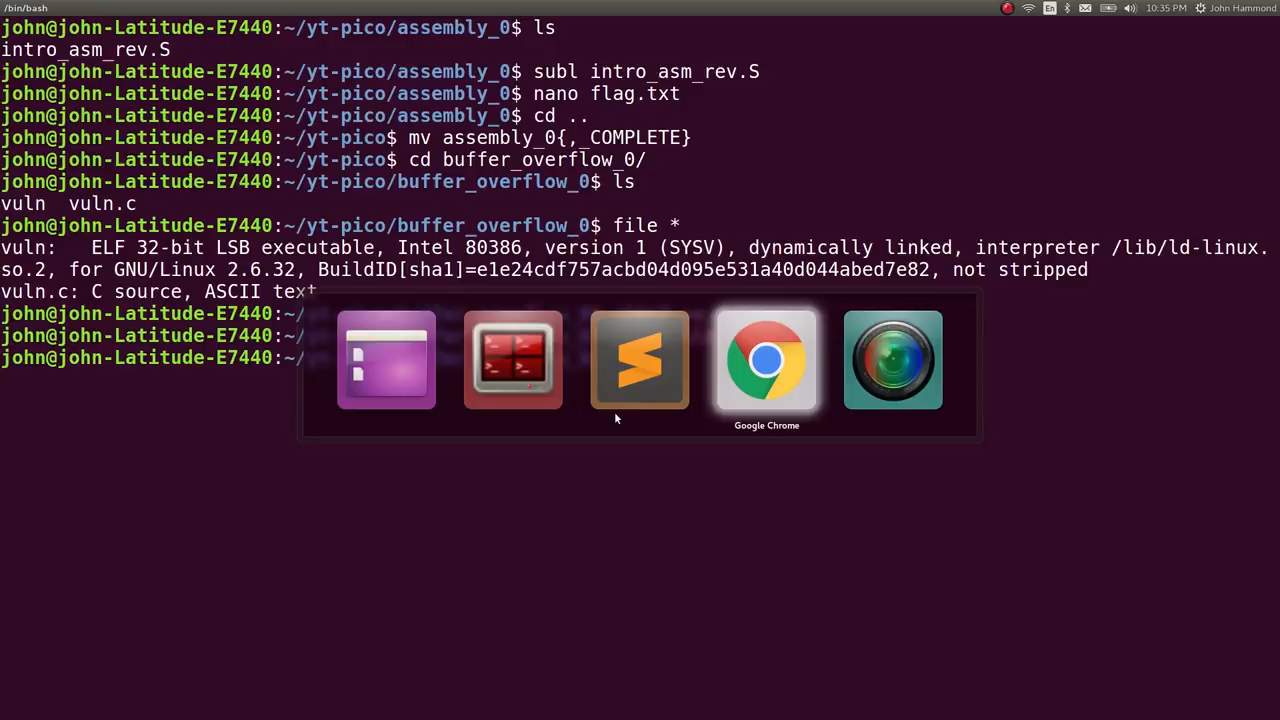 /bin/bash
En
10:35 PM
John Hammond
john@john-Latitude-E7440:~/yt-pico/assembly_0$ ls
intro_asm_rev.S
john@john-Latitude-E7440:~/yt-pico/assembly_0$ subl intro_asm_rev.S
john@john-Latitude-E7440:~/yt-pico/assembly_0$ nano flag.txt
john@john-Latitude-E7440:~/yt-pico/assembly_0$ cd ..
john@john-Latitude-E7440:~/yt-pico$ mv assembly_0{,_COMPLETE}
john@john-Latitude-E7440:~/yt-pico$ cd buffer_overflow_0/
john@john-Latitude-E7440:~/yt-pico/buffer_overflow_0$ ls
vuln  vuln.c
john@john-Latitude-E7440:~/yt-pico/buffer_overflow_0$ file *
vuln:   ELF 32-bit LSB executable, Intel 80386, version 1 (SYSV), dynamically linked, interpreter /lib/ld-linux.
so.2, for GNU/Linux 2.6.32, BuildID[sha1]=e1e24cdf757acbd04d095e531a40d044abed7e82, not stripped
vuln.c: C source, ASCII text
john@john-Latitude-E7440:~/
john@john-Latitude-E7440:~/
john@john-Latitude-E7440:~/
Google Chrome